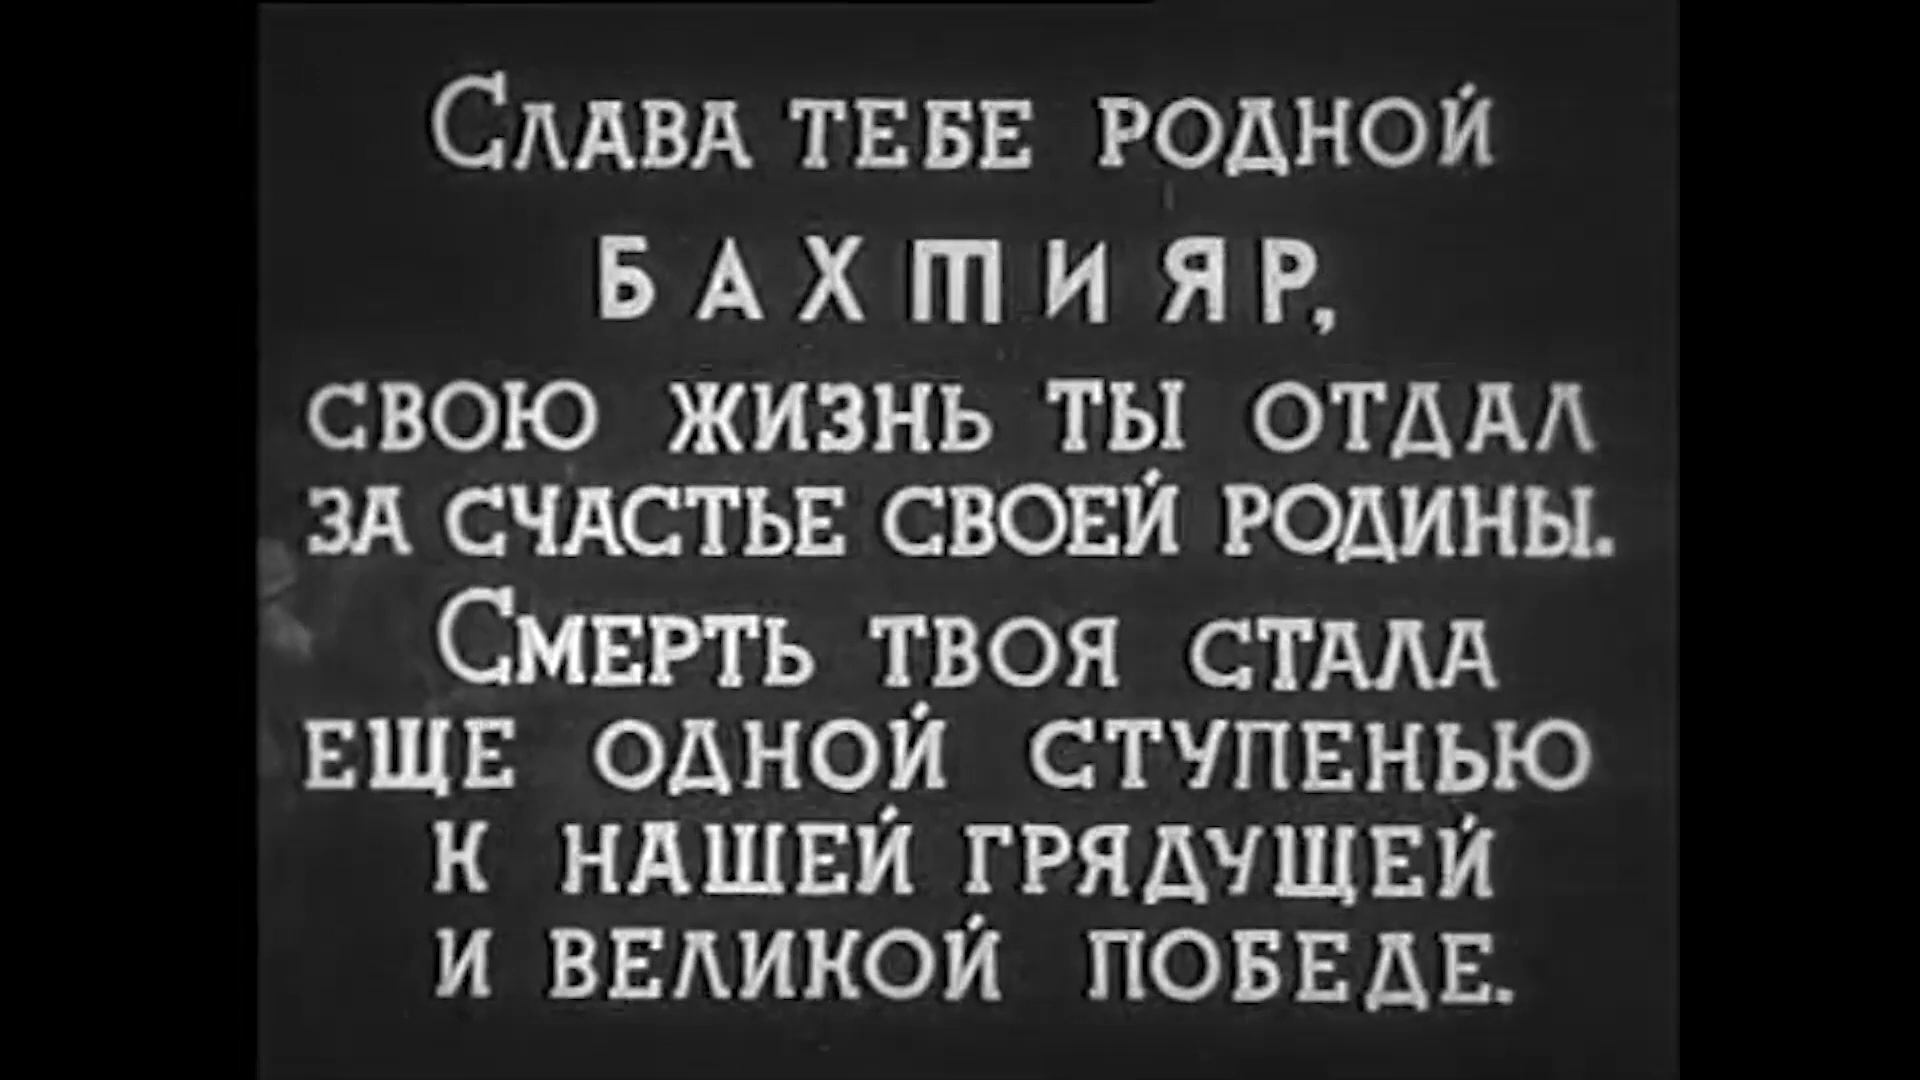 Слава тебе родной
БАХТИЯР,
свою жизнь ты отдал
за счастье своей родины.
Смерть твоя стала
еще одной ступенью
к нашей грядущей
и великой победе.